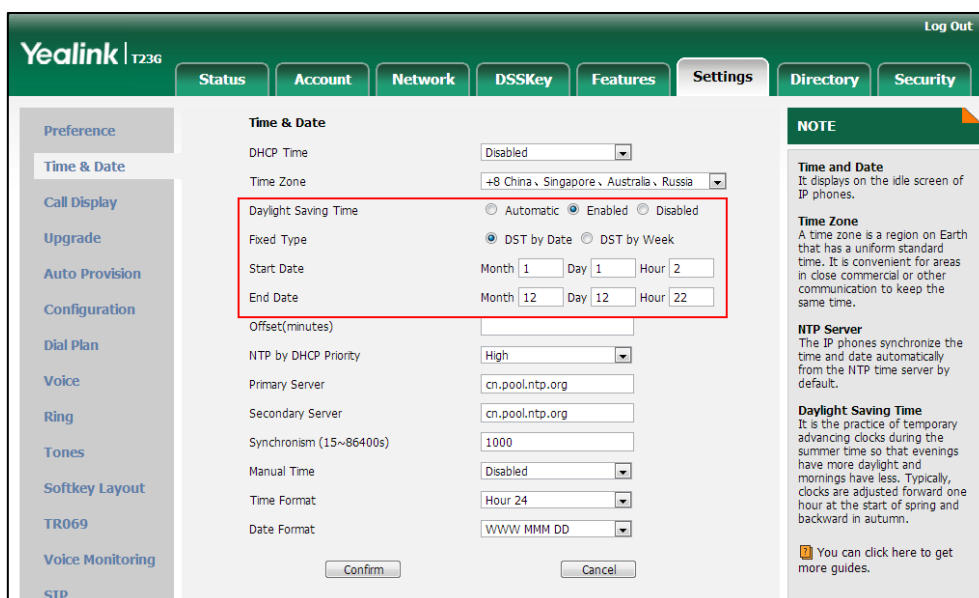 Log Out
Yealink T23G
Status Account Network DSSKey Features Settings Directory Security
Preference
Time & Date
Call Display
Upgrade
Auto Provision
Configuration
Dial Plan
Voice
Ring
Tones
Softkey Layout
TR069
Voice Monitoring
SIP
Time & Date
DHCP Time Disabled
Time Zone +8 China、Singapore、Australia、Russia
Daylight Saving Time Automatic Enabled Disabled
Fixed Type DST by Date DST by Week
Start Date Month 1 Day 1 Hour 2
End Date Month 12 Day 12 Hour 22
Offset(minutes)
NTP by DHCP Priority High
Primary Server cn.pool.ntp.org
Secondary Server cn.pool.ntp.org
Synchronism (15~86400s) 1000
Manual Time Disabled
Time Format Hour 24
Date Format WWW MMM DD
Confirm Cancel
NOTE
Time and Date
It displays on the idle screen of
IP phones.
Time Zone
A time zone is a region on Earth
that has a uniform standard
time. It is convenient for areas
in close commercial or other
communication to keep the
same time.
NTP Server
The IP phones synchronize the
time and date automatically
from the NTP time server by
default.
Daylight Saving Time
It is the practice of temporary
advancing clocks during the
summer time so that evenings
have more daylight and
mornings have less. Typically,
clocks are adjusted forward one
hour at the start of spring and
backward in autumn.
? You can click here to get
more guides.